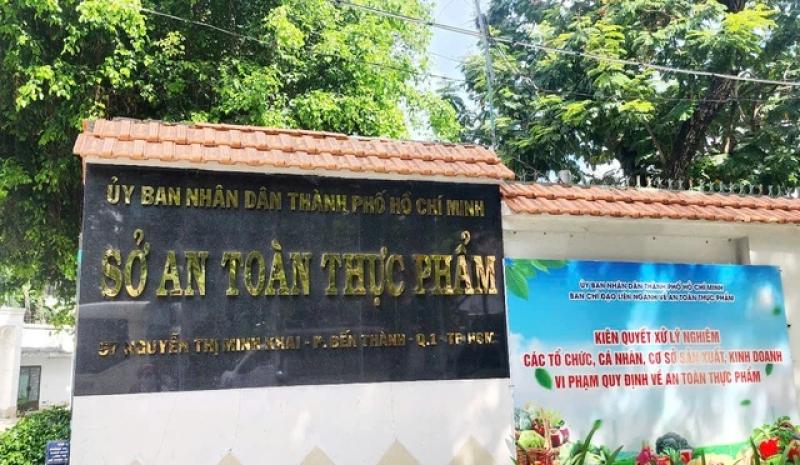 ỦY BAN NHÂN DÂN THÀNH PHỐ HỒ CHÍ MINH
SỞ AN TOÀN THỰC PHẨM
NGUYỄN THỊ MINH KHAI - P. BẾN THÀNH - Q.1 - TP HCM
ỦY BAN NHÂN DÂN THÀNH PHỐ HỒ CHÍ MINH
BAN CHỈ ĐẠO LIÊN NGÀNH VỀ AN TOÀN THỰC PHẨM
KIÊN QUYẾT XỬ LÝ NGHIÊM
CÁC TỔ CHỨC, CÁ NHÂN, CƠ SỞ SẢN XUẤT, KINH DOANH
VI PHẠM QUY ĐỊNH VỀ AN TOÀN THỰC PHẨM